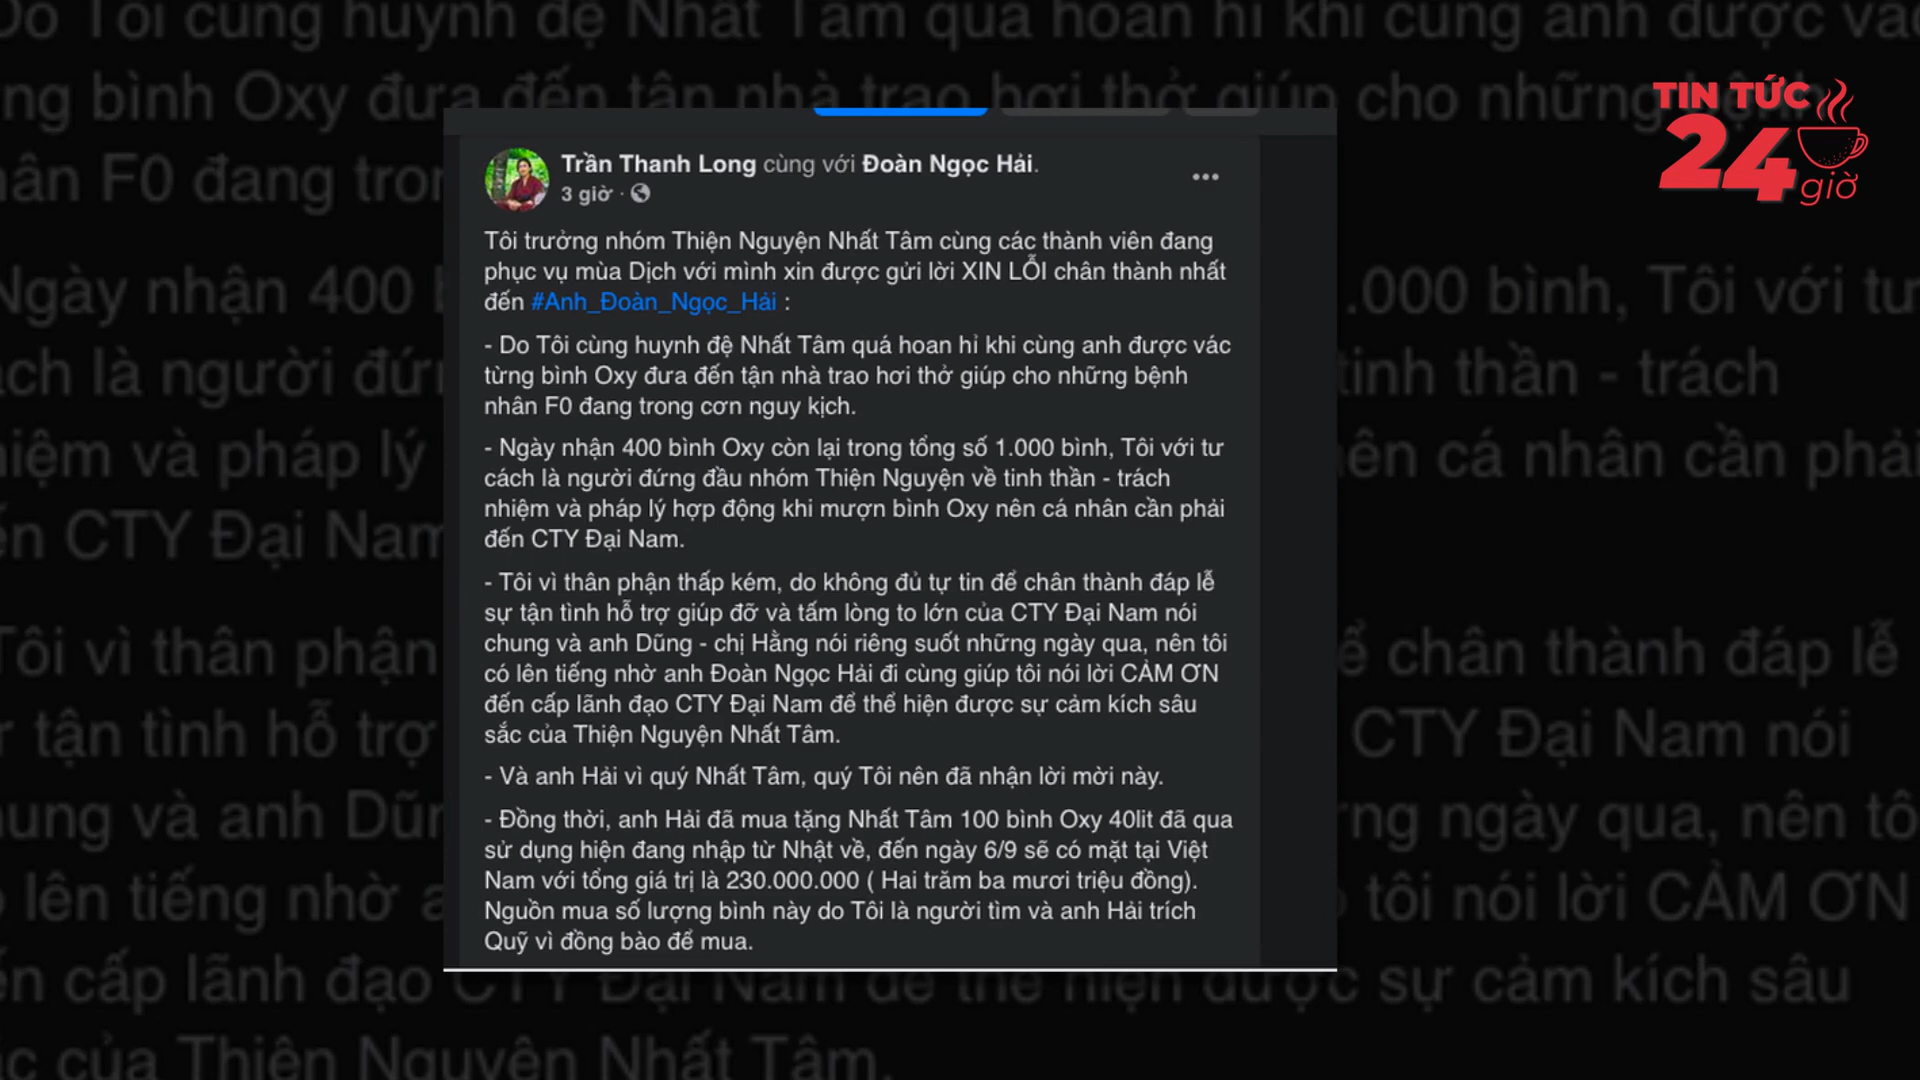 TIN TỨC
24
giờ
Trần Thanh Long cùng với Đoàn Ngọc Hải.
3 giờ ·
Tôi trưởng nhóm Thiện Nguyện Nhất Tâm cùng các thành viên đang
phục vụ mùa Dịch với mình xin được gửi lời XIN LỖI chân thành nhất
đến #Anh_Đoàn_Ngọc_Hải :
- Do Tôi cùng huynh đệ Nhất Tâm quá hoan hỉ khi cùng anh được vác
từng bình Oxy đưa đến tận nhà trao hơi thở giúp cho những bệnh
nhân F0 đang trong cơn nguy kịch.
- Ngày nhận 400 bình Oxy còn lại trong tổng số 1.000 bình, Tôi với tư
cách là người đứng đầu nhóm Thiện Nguyện về tinh thần - trách
nhiệm và pháp lý hợp động khi mượn bình Oxy nên cá nhân cần phải
đến CTY Đại Nam.
- Tôi vì thân phận thấp kém, do không đủ tự tin để chân thành đáp lễ
sự tận tình hỗ trợ giúp đỡ và tấm lòng to lớn của CTY Đại Nam nói
chung và anh Dũng - chị Hằng nói riêng suốt những ngày qua, nên tôi
có lên tiếng nhờ anh Đoàn Ngọc Hải đi cùng giúp tôi nói lời CẢM ƠN
đến cấp lãnh đạo CTY Đại Nam để thể hiện được sự cảm kích sâu
sắc của Thiện Nguyện Nhất Tâm.
- Và anh Hải vì quý Nhất Tâm, quý Tôi nên đã nhận lời mời này.
- Đồng thời, anh Hải đã mua tặng Nhất Tâm 100 bình Oxy 40lit đã qua
sử dụng hiện đang nhập từ Nhật về, đến ngày 6/9 sẽ có mặt tại Việt
Nam với tổng giá trị là 230.000.000 ( Hai trăm ba mươi triệu đồng).
Nguồn mua số lượng bình này do Tôi là người tìm và anh Hải trích
Quỹ vì đồng bào để mua.